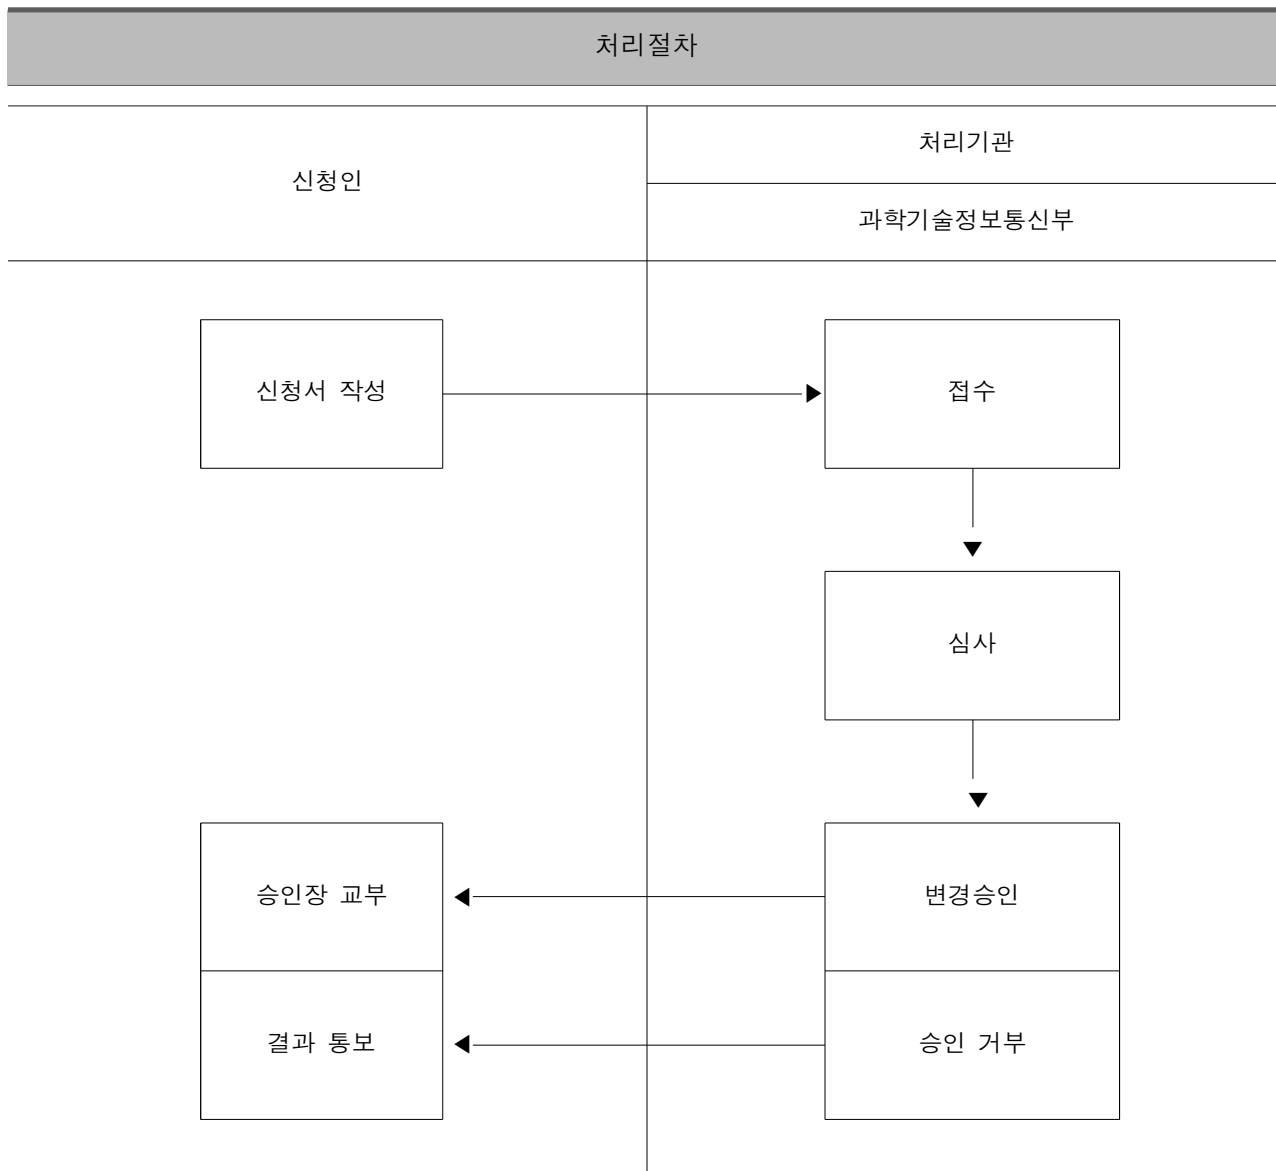 처리절차
신청인
처리기관
과학기술정보통신부
신청서 작성
접수
심사
승인장 교부
변경승인
결과 통보
승인 거부